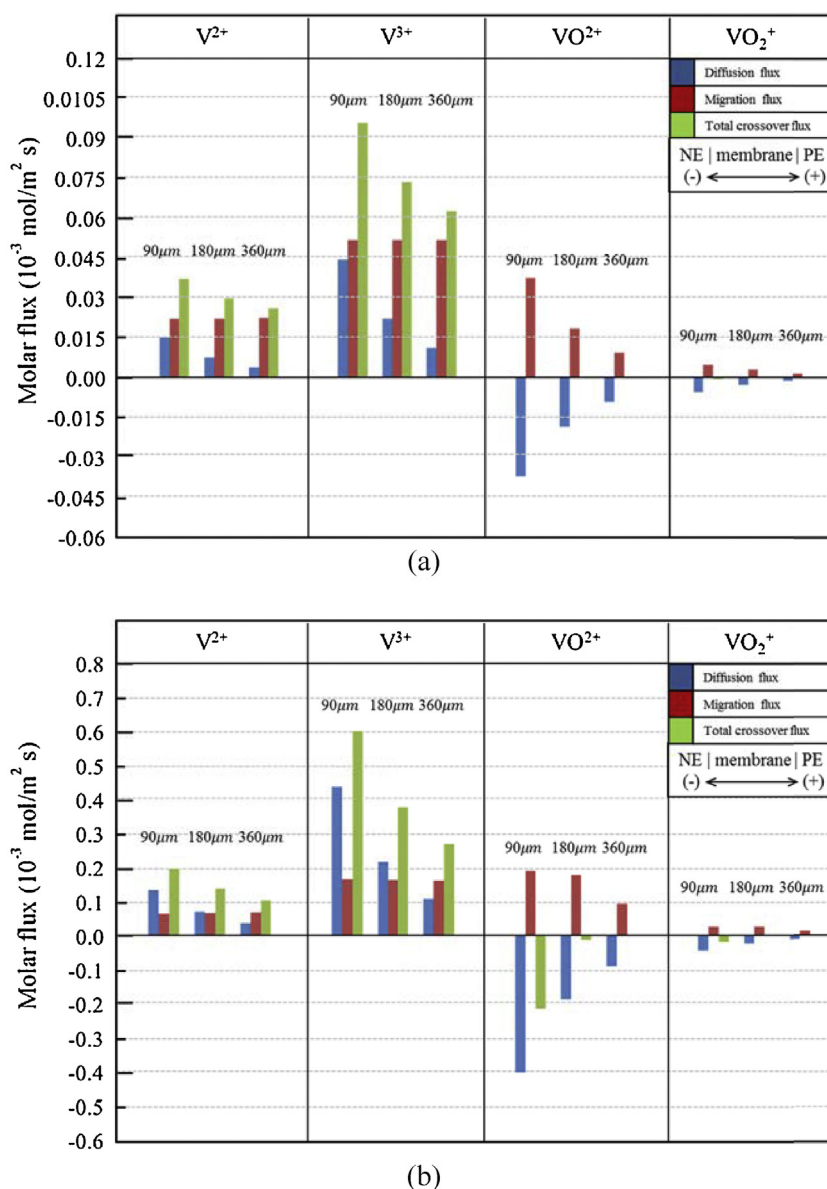 V²⁺ V³⁺ VO²⁺ VO₂⁺
0.12
0.0105
0.09
0.075
0.06
0.045
0.03
0.015
0.00
-0.015
-0.03
-0.045
-0.06
Molar flux (10⁻³ mol/m² s)
90μm 180μm 360μm
90μm 180μm 360μm
90μm 180μm 360μm
90μm 180μm 360μm
Diffusion flux
Migration flux
Total crossover flux
NE | membrane | PE
(-) ⟷ (+)
(a)
V²⁺ V³⁺ VO²⁺ VO₂⁺
0.8
0.7
0.6
0.5
0.4
0.3
0.2
0.1
0.0
-0.1
-0.2
-0.3
-0.4
-0.5
-0.6
Molar flux (10⁻³ mol/m² s)
90μm 180μm 360μm
90μm 180μm 360μm
90μm 180μm 360μm
90μm 180μm 360μm
Diffusion flux
Migration flux
Total crossover flux
NE | membrane | PE
(-) ⟷ (+)
(b)